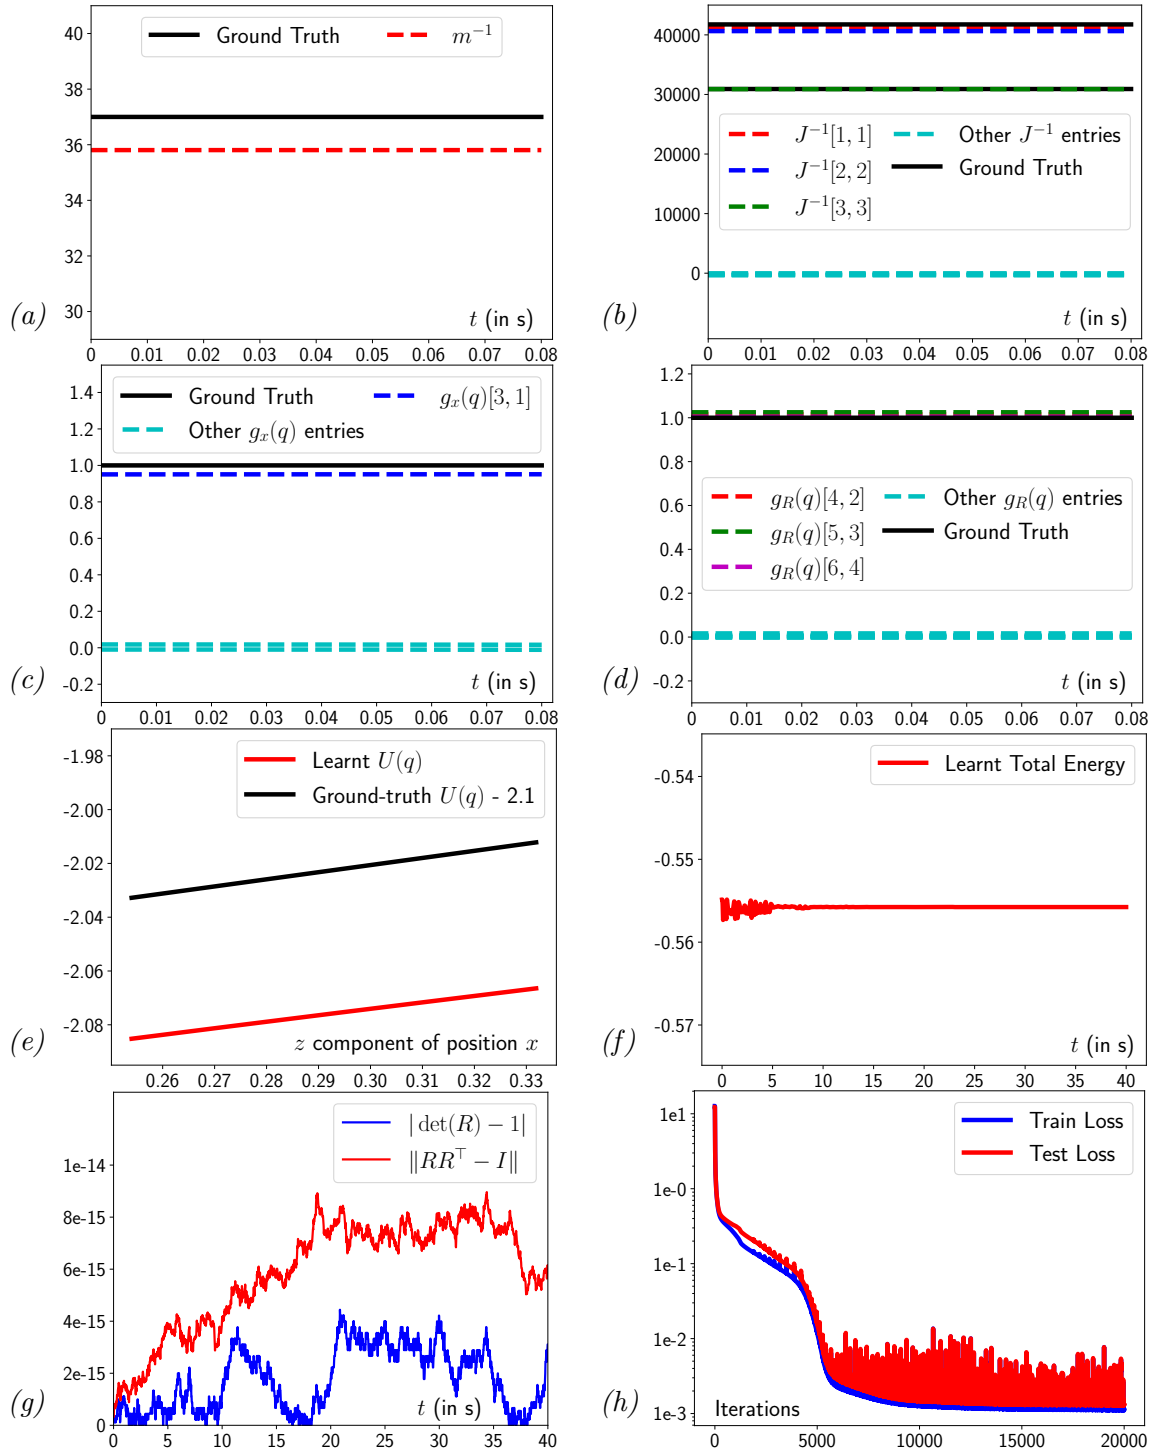 40
38
36
34
32
30
Ground Truth
m⁻¹
(a)
t (in s)
0 0.01 0.02 0.03 0.04 0.05 0.06 0.07 0.08
40000
30000
20000
10000
0
J⁻¹[1, 1]
J⁻¹[2, 2]
J⁻¹[3, 3]
Other J⁻¹ entries
Ground Truth
(b)
t (in s)
0 0.01 0.02 0.03 0.04 0.05 0.06 0.07 0.08
1.4
1.2
1.0
0.8
0.6
0.4
0.2
0.0
-0.2
Ground Truth
Other gₓ(q) entries
gₓ(q)[3, 1]
(c)
t (in s)
0 0.01 0.02 0.03 0.04 0.05 0.06 0.07 0.08
1.2
1.0
0.8
0.6
0.4
0.2
0.0
-0.2
g_R(q)[4, 2]
g_R(q)[5, 3]
g_R(q)[6, 4]
Other g_R(q) entries
Ground Truth
(d)
t (in s)
0 0.01 0.02 0.03 0.04 0.05 0.06 0.07 0.08
-1.98
-2.00
-2.02
-2.04
-2.06
-2.08
Learnt U(q)
Ground-truth U(q) - 2.1
(e)
z component of position x
0.26 0.27 0.28 0.29 0.30 0.31 0.32 0.33
-0.54
-0.55
-0.56
-0.57
Learnt Total Energy
(f)
t (in s)
0 5 10 15 20 25 30 35 40
1e-14
8e-15
6e-15
4e-15
2e-15
0
| det(R) − 1|
‖RR⊤ − I‖
(g)
t (in s)
0 5 10 15 20 25 30 35 40
1e1
1e-0
1e-1
1e-2
1e-3
Train Loss
Test Loss
(h)
Iterations
0 5000 10000 15000 20000